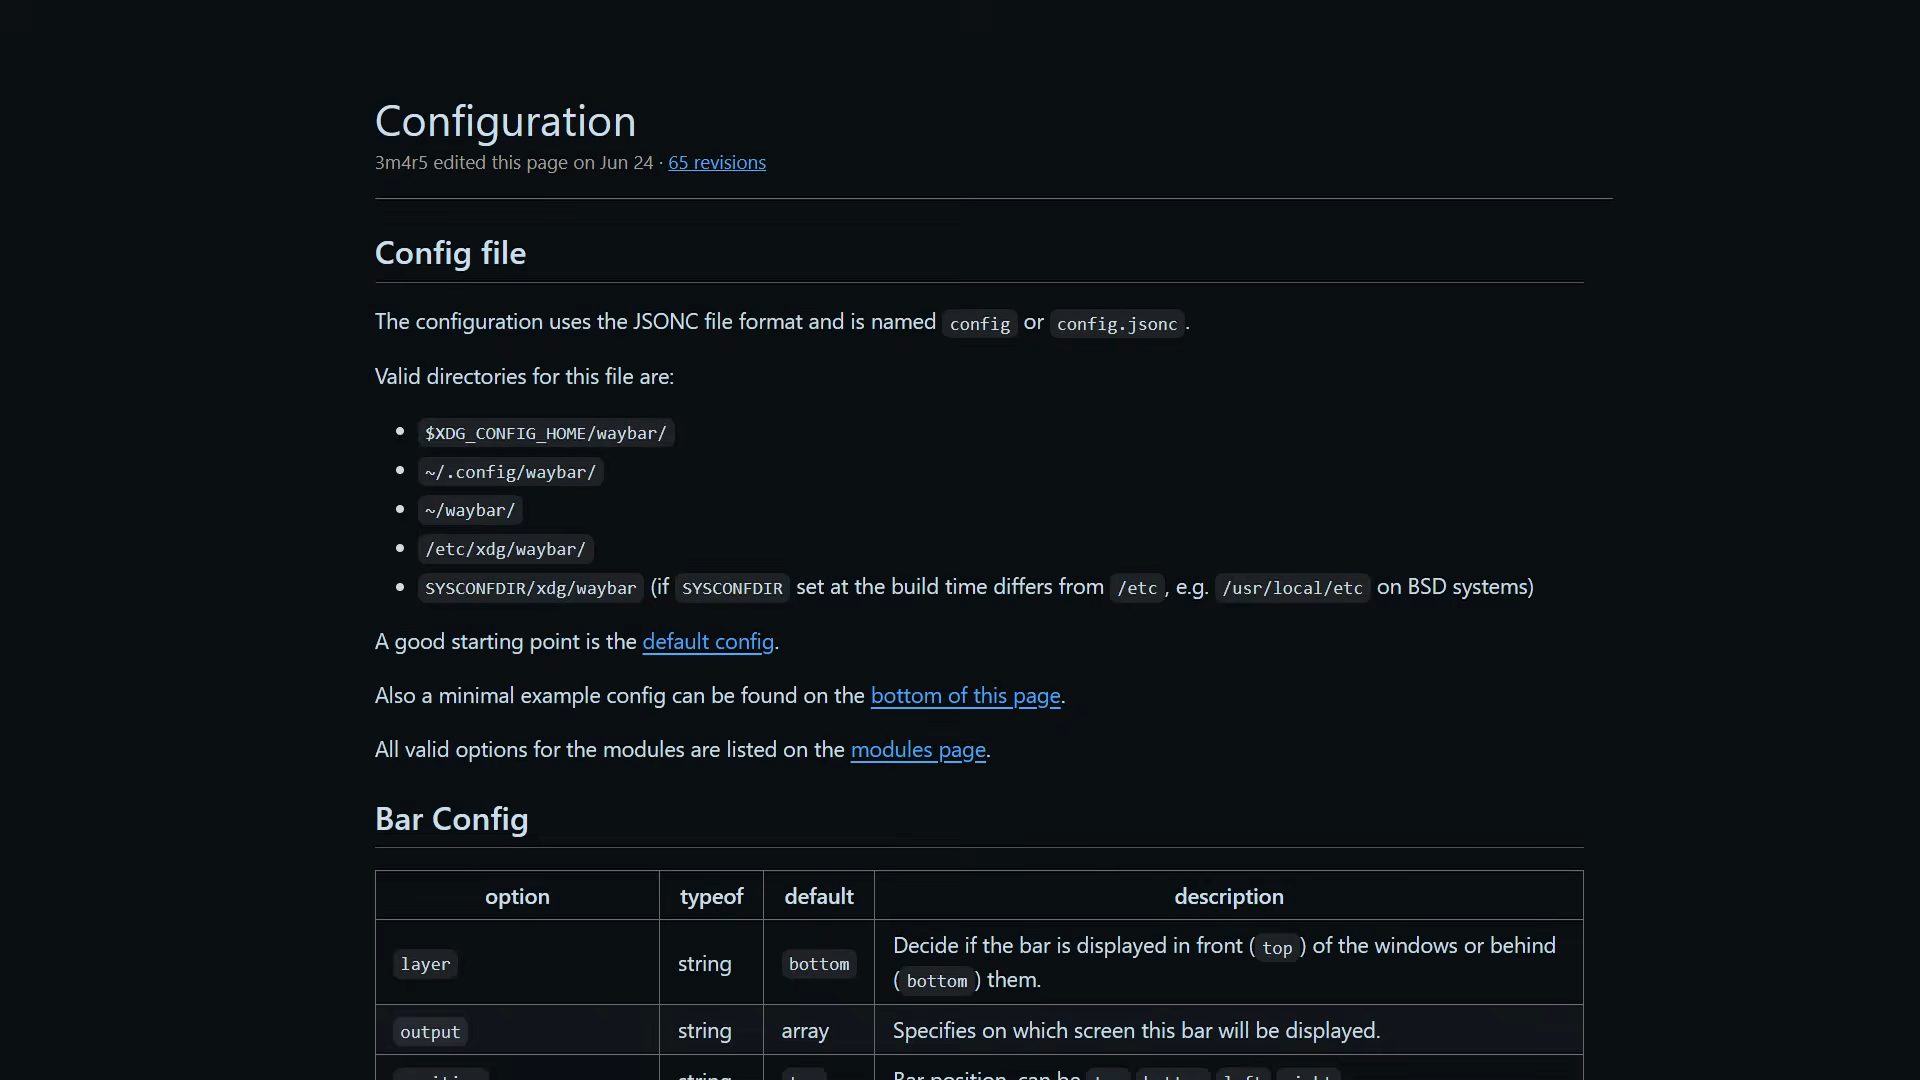 Configuration
3m4r5 edited this page on Jun 24 · 65 revisions
Config file
The configuration uses the JSONC file format and is named config or config.jsonc.
Valid directories for this file are:
• $XDG_CONFIG_HOME/waybar/
• ~/.config/waybar/
• ~/waybar/
• /etc/xdg/waybar/
• SYSCONFDIR/xdg/waybar (if SYSCONFDIR set at the build time differs from /etc, e.g. /usr/local/etc on BSD systems)
A good starting point is the default config.
Also a minimal example config can be found on the bottom of this page.
All valid options for the modules are listed on the modules page.
Bar Config
option typeof default description
layer string bottom Decide if the bar is displayed in front (top) of the windows or behind
(bottom) them.
output string array Specifies on which screen this bar will be displayed.
string Bar position, can be